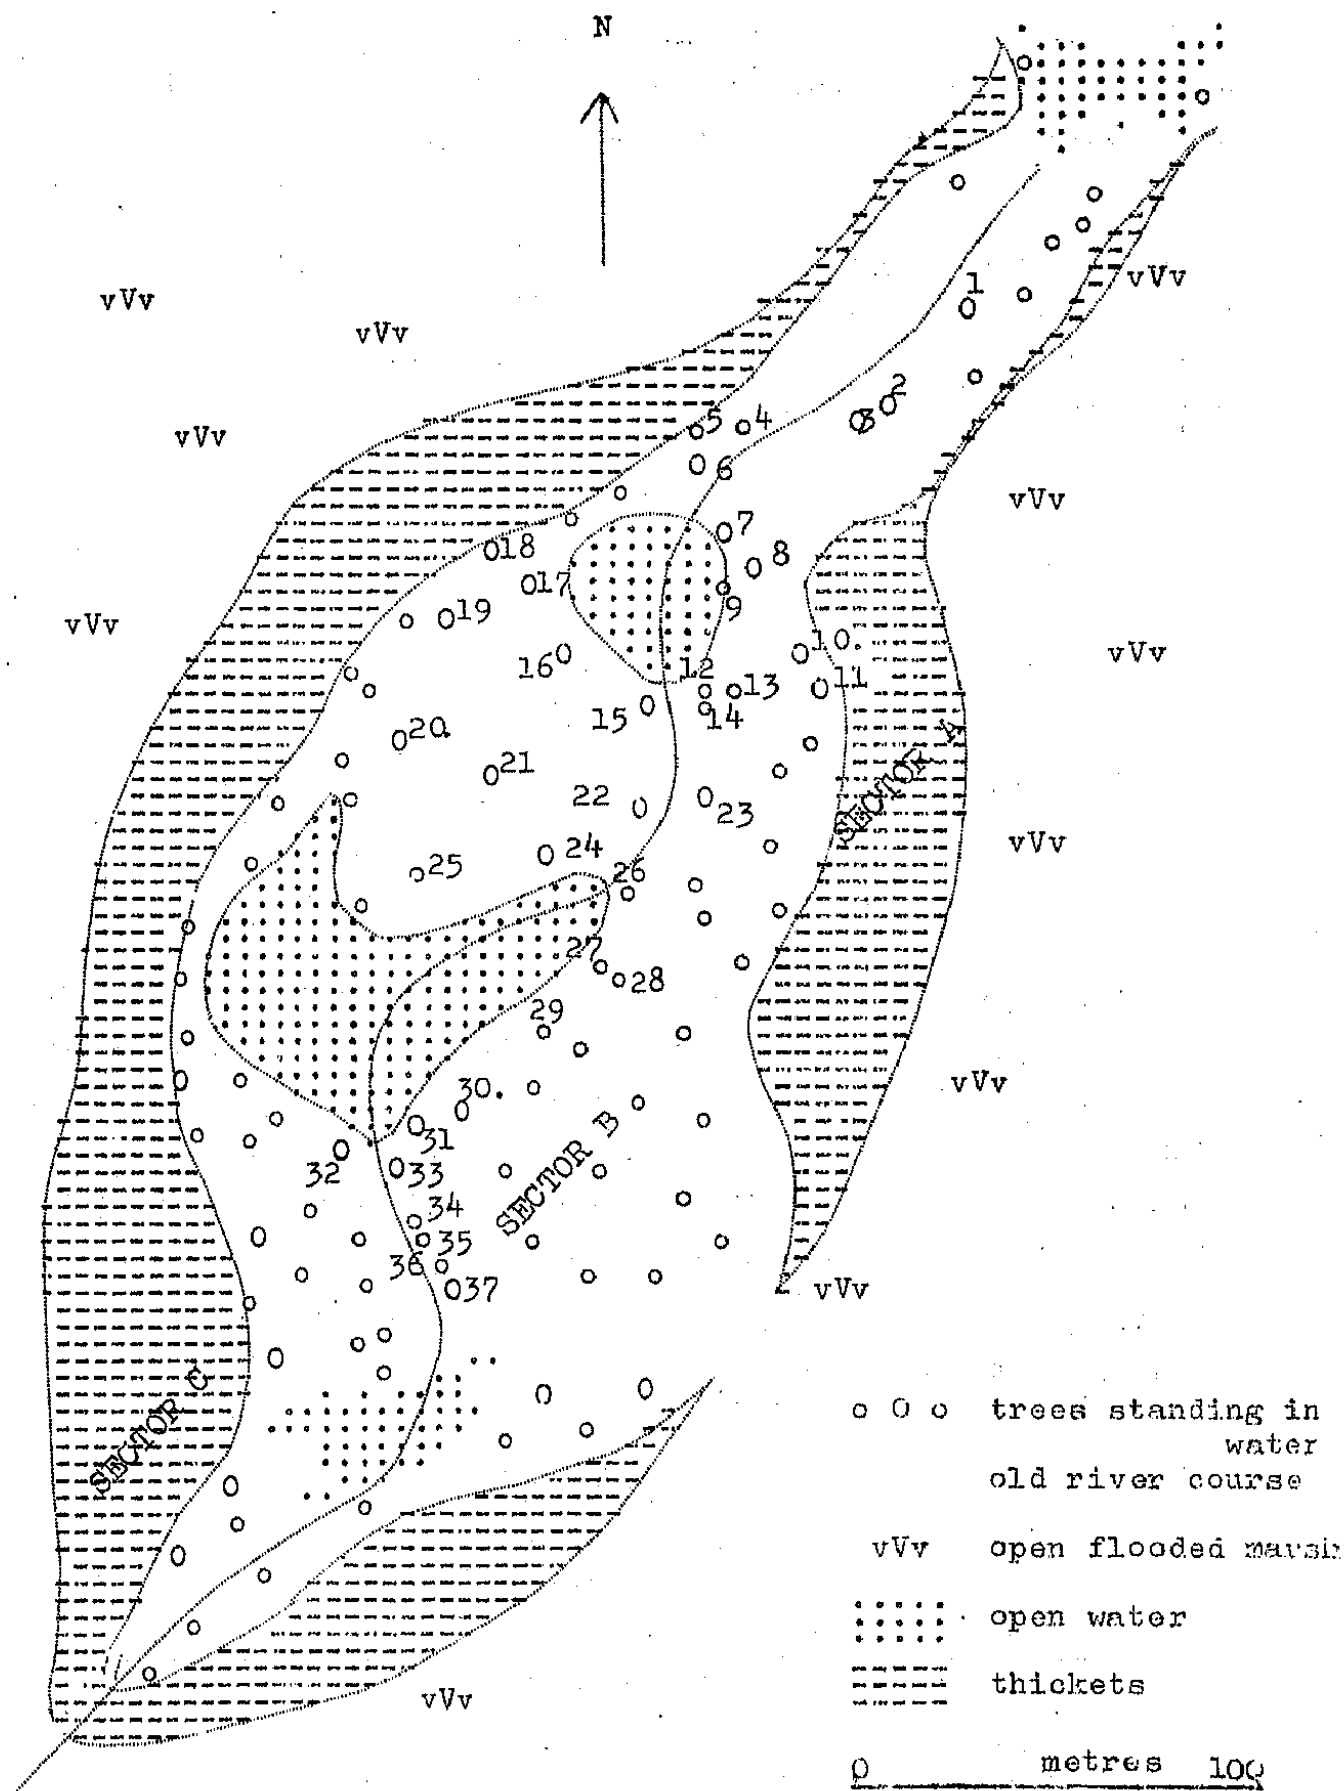 N
vVv
1
vVv
vVv
2
3
5
4
vVv
6
vVv
7
18
8
17
9
19
vVv
10.
16
vVv
12
13
11
15
14
20.
SECTOR A
21
22
23
24
vVv
25
26
27
28
29
vVv
30.
31
SECTOR B
32
33
34
35
36
37
vVv
SECTOR C
trees standing in
water
old river course
vVv open flooded marsh
open water
thickets
vVv
0 metres 100